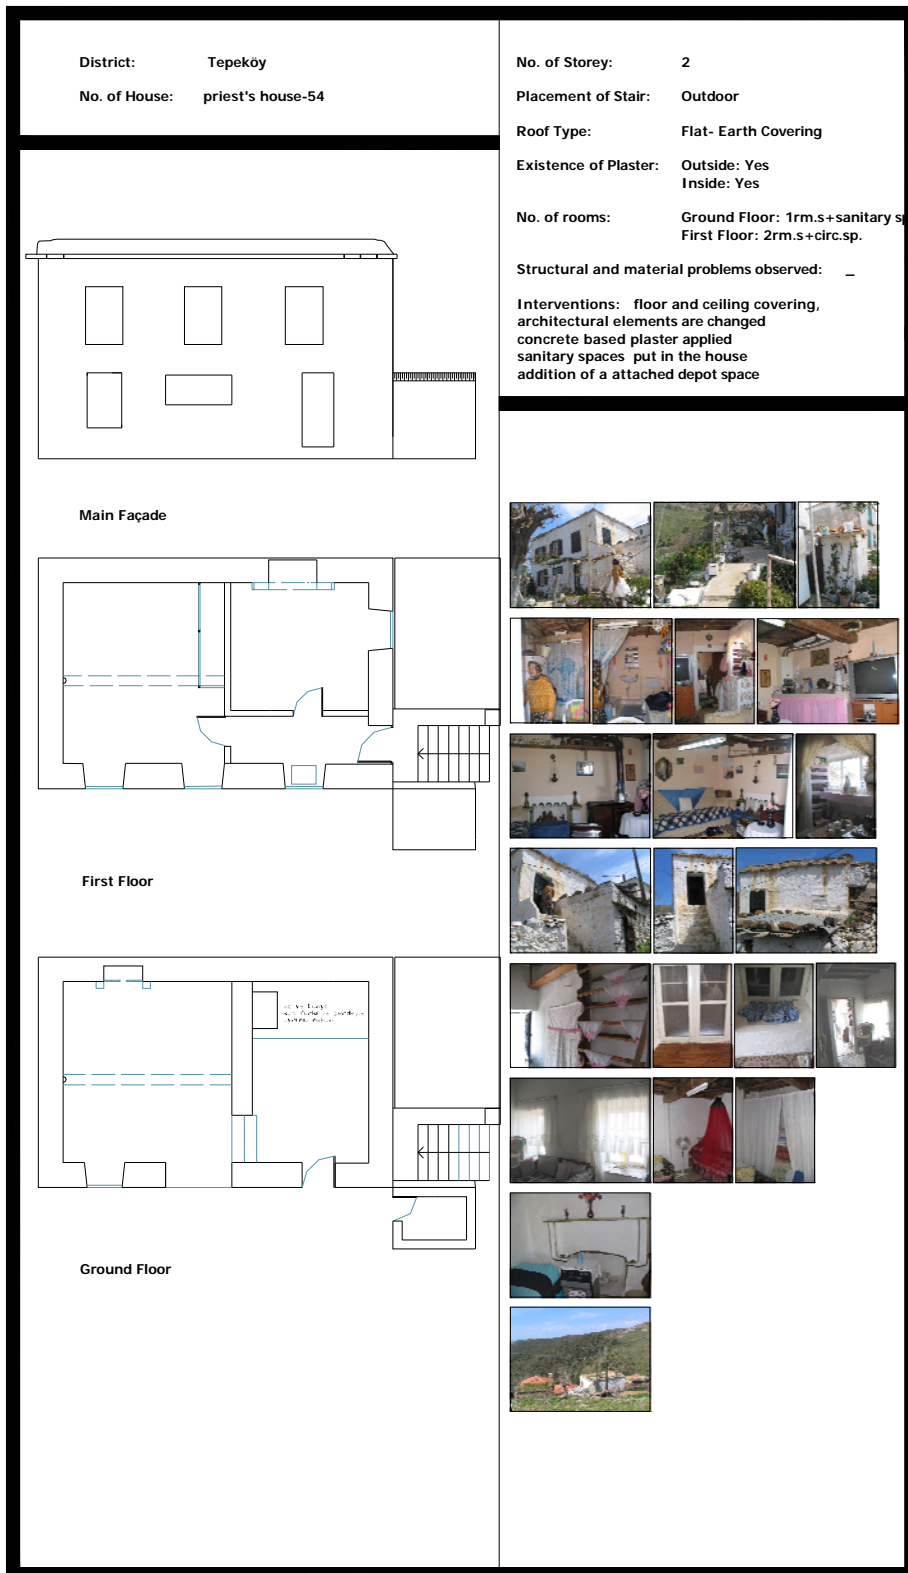 District: Tepeköy
No. of House: priest's house-54
No. of Storey: 2
Placement of Stair: Outdoor
Roof Type: Flat- Earth Covering
Existence of Plaster: Outside: Yes
Inside: Yes
No. of rooms: Ground Floor: 1rm.s+sanitary sp
First Floor: 2rm.s+circ.sp.
Structural and material problems observed: _
Interventions: floor and ceiling covering,
architectural elements are changed
concrete based plaster applied
sanitary spaces put in the house
addition of a attached depot space
Main Façade
First Floor
Ground Floor